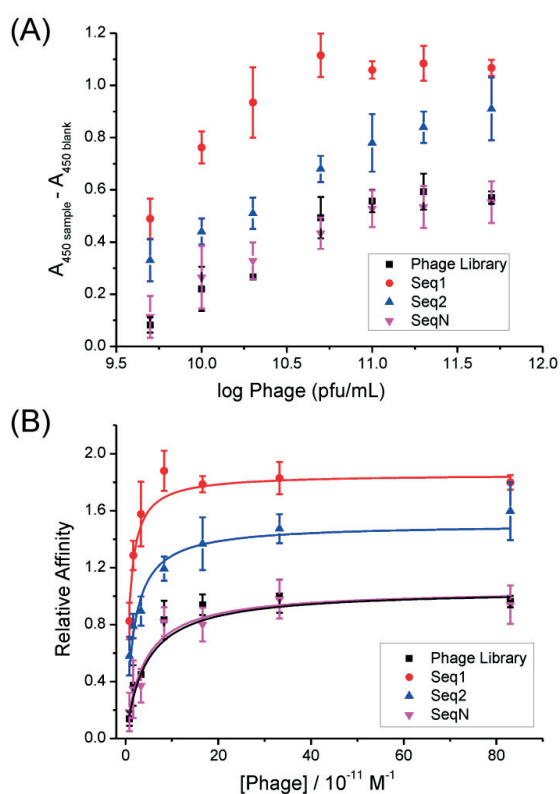 (A)
A450 sample - A450 blank
1.2
1.0
0.8
0.6
0.4
0.2
0.0
Phage Library
Seq1
Seq2
SeqN
9.5 10.0 10.5 11.0 11.5 12.0
log Phage (pfu/mL)
(B)
Relative Affinity
2.0
1.6
1.2
0.8
0.4
0.0
Phage Library
Seq1
Seq2
SeqN
0 20 40 60 80
[Phage] / 10⁻¹¹ M⁻¹